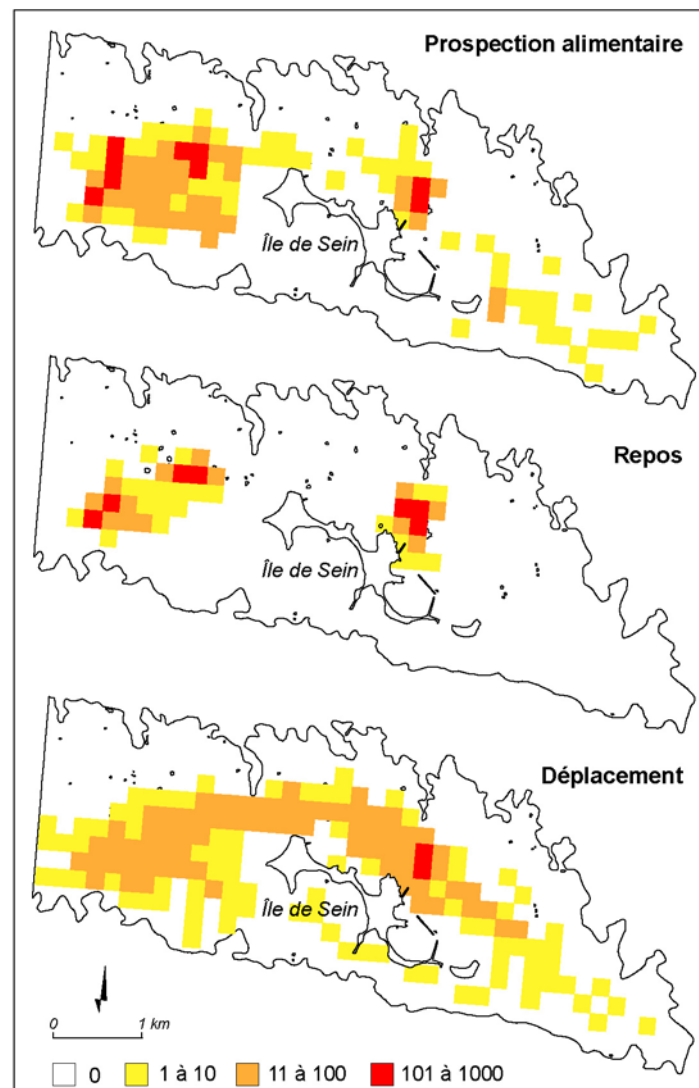 Prospection alimentaire
Île de Sein
Repos
Île de Sein
Déplacement
Île de Sein
0 1 km
0 1 à 10 11 à 100 101 à 1000